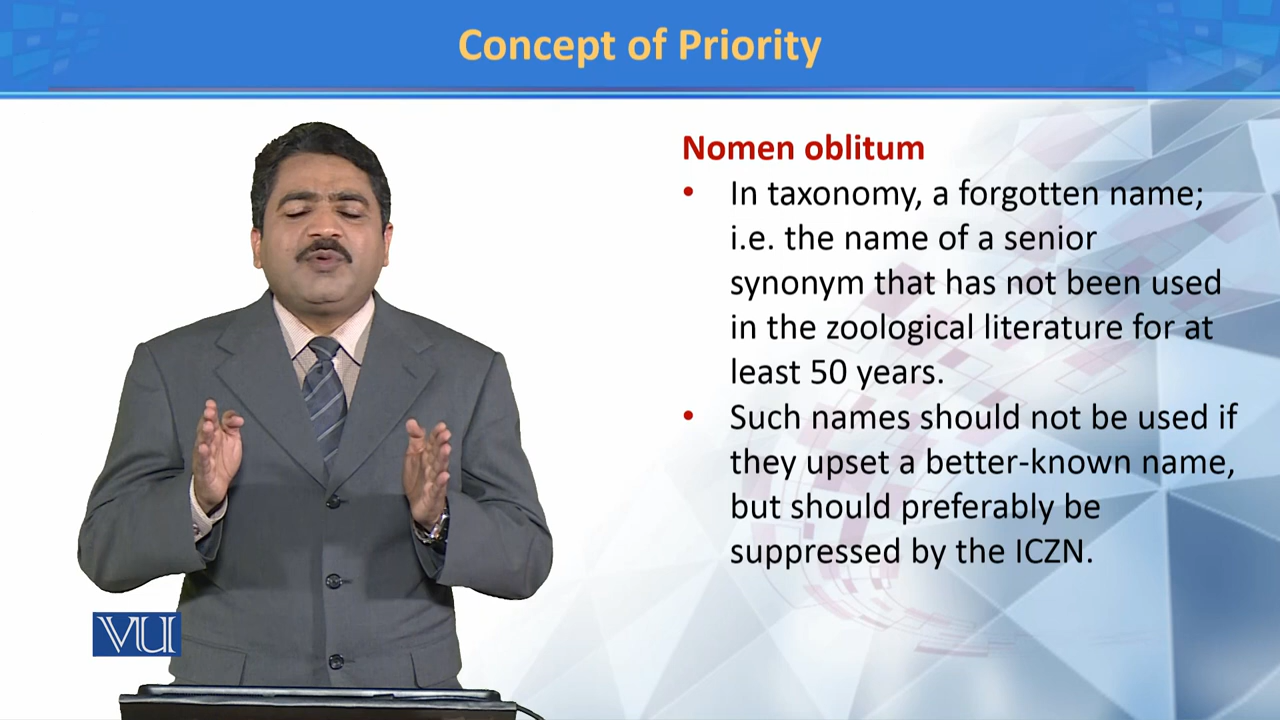 Concept of Priority
Nomen oblitum
• In taxonomy, a forgotten name;
i.e. the name of a senior
synonym that has not been used
in the zoological literature for at
least 50 years.
• Such names should not be used if
they upset a better-known name,
but should preferably be
suppressed by the ICZN.
VU